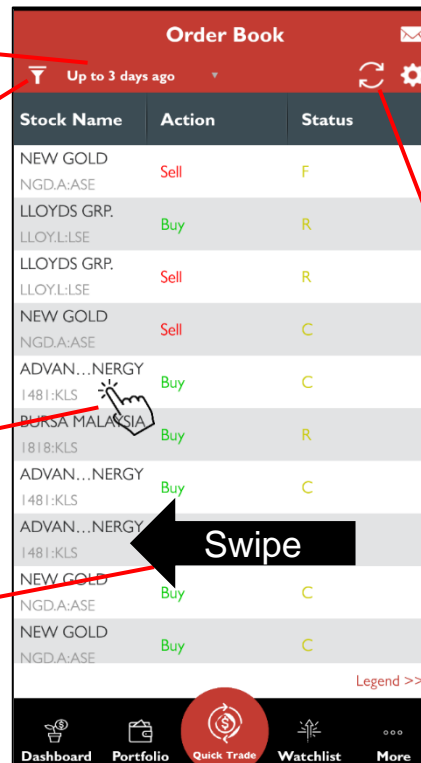 Order Book
Up to 3 days ago
Stock Name Action Status
NEW GOLD
NGD.A:ASE Sell F
LLOYDS GRP.
LLOY.L:LSE Buy R
LLOYDS GRP.
LLOY.L:LSE Sell R
NEW GOLD
NGD.A:ASE Sell C
ADVAN...NERGY
1481:KLS Buy C
BURSA MALAYSIA
1818:KLS Buy R
ADVAN...NERGY
1481:KLS Buy C
ADVAN...NERGY
1481:KLS Swipe
NEW GOLD
NGD.A:ASE Buy C
NEW GOLD
NGD.A:ASE Buy C
Legend >>
Dashboard Portfolio Quick Trade Watchlist More